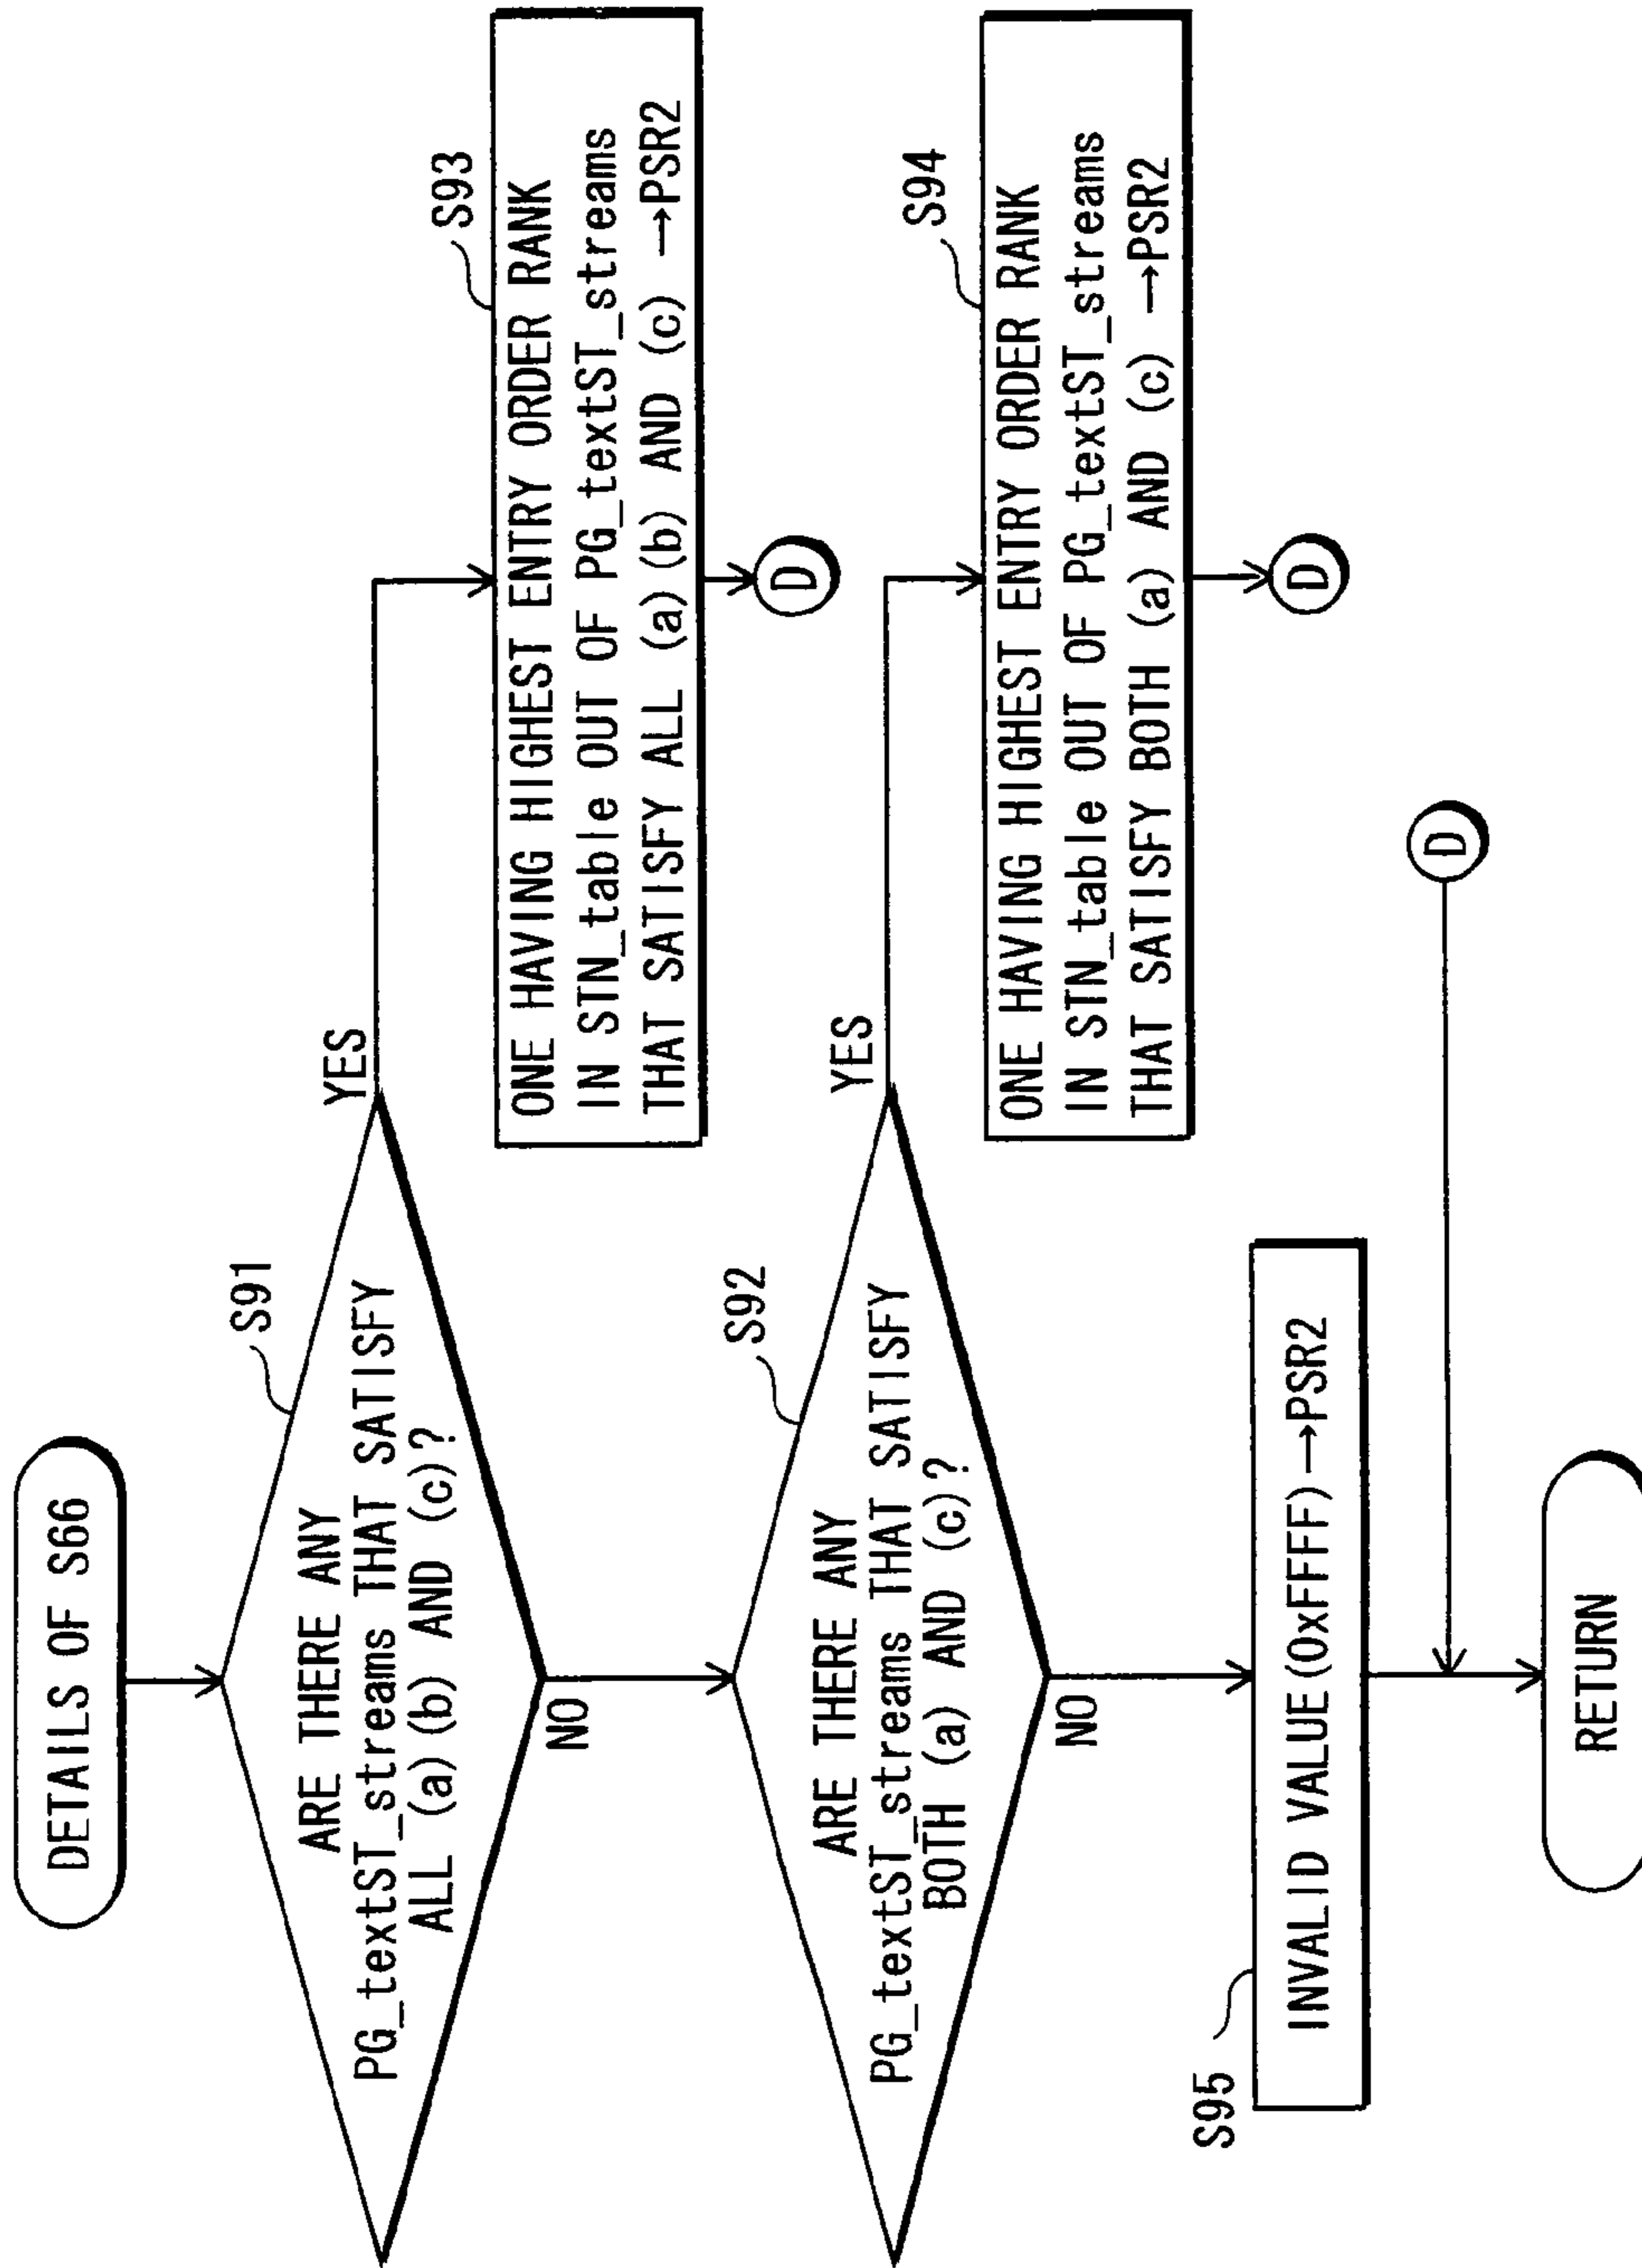 DETAILS OF S66
S91
ARE THERE ANY
PG_textST_streams THAT SATISFY
ALL (a)(b) AND (c)?
YES
NO
S93
ONE HAVING HIGHEST ENTRY ORDER RANK
IN STN_table OUT OF PG_textST_streams
THAT SATISFY ALL (a)(b) AND (c) →PSR2
D
S92
ARE THERE ANY
PG_textST_streams THAT SATISFY
BOTH (a) AND (c)?
YES
NO
S94
ONE HAVING HIGHEST ENTRY ORDER RANK
IN STN_table OUT OF PG_textST_streams
THAT SATISFY BOTH (a) AND (c) →PSR2
D
S95
INVALID VALUE(0xFFF)→PSR2
D
RETURN